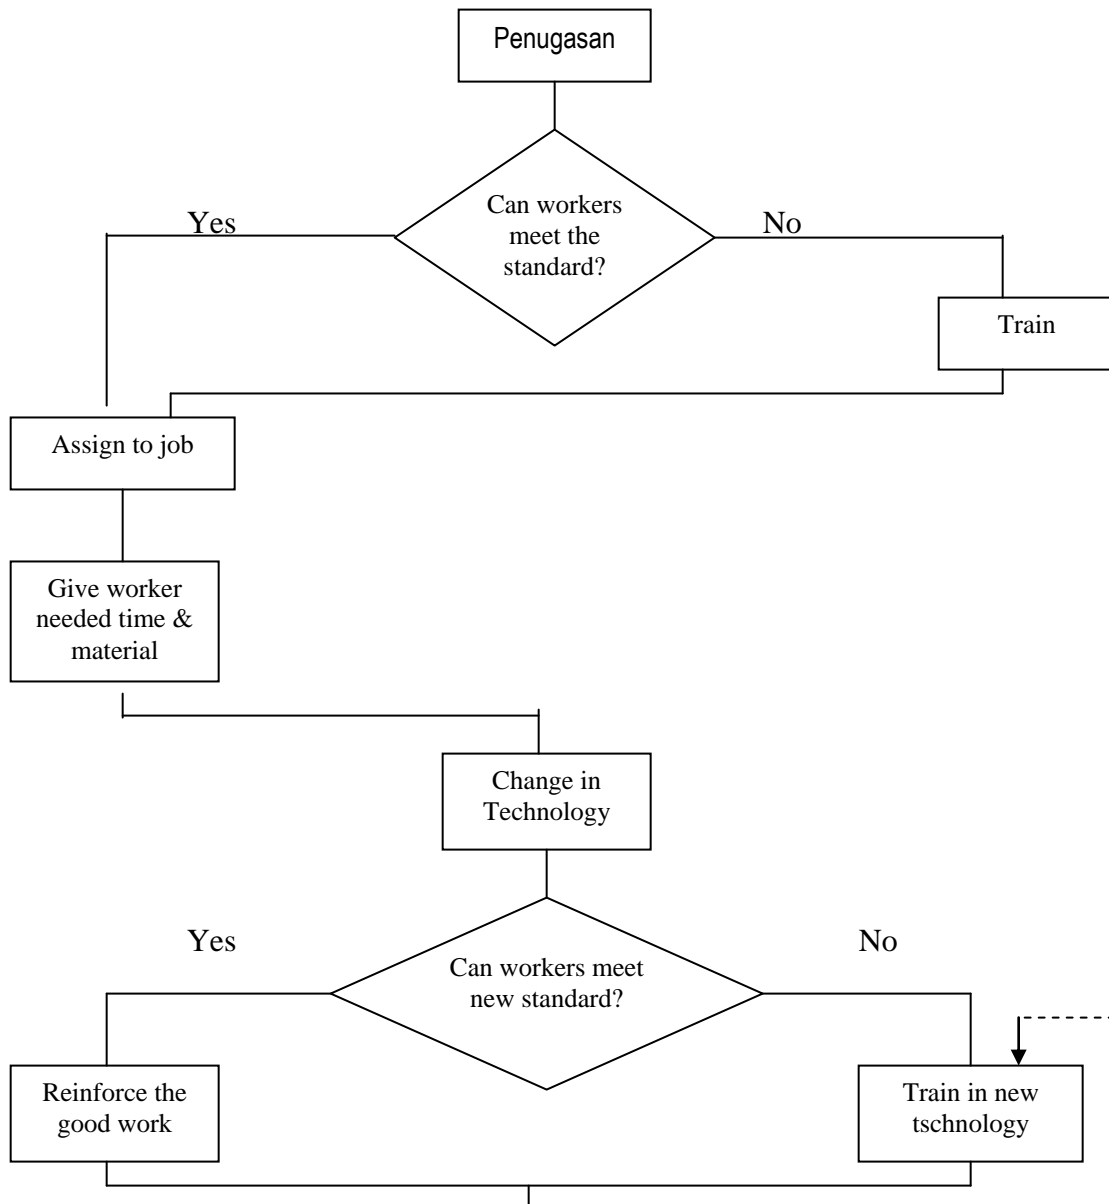 Penugasan
Can workers
meet the
standard?
Yes
No
Train
Assign to job
Give worker
needed time &
material
Change in
Technology
Can workers meet
new standard?
Yes
No
Reinforce the
good work
Train in new
tschnology